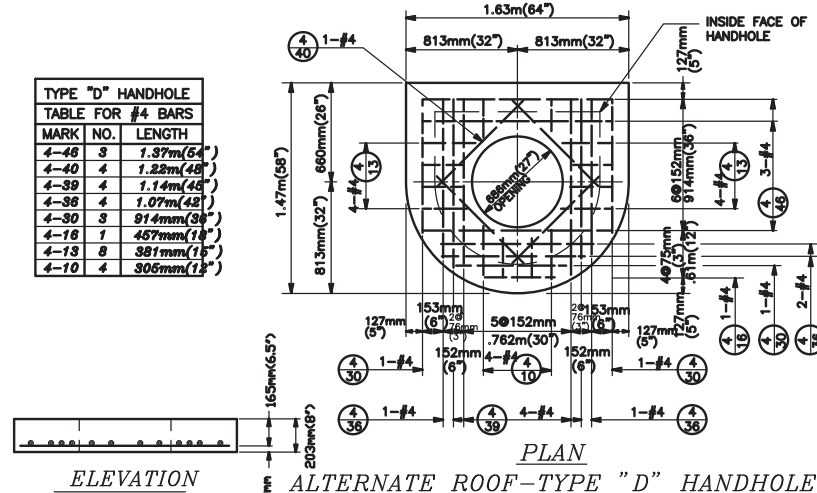 1.63m(64")
813mm(32")
813mm(32")
INSIDE FACE OF
HANDHOLE
127mm
(5")
4
40
1-#4
TYPE "D" HANDHOLE
TABLE FOR #4 BARS
MARK NO. LENGTH
4-46 3 1.37m(54")
4-40 4 1.22m(48")
4-39 4 1.14m(45")
4-36 4 1.07m(42")
4-30 3 914mm(36")
4-16 1 457mm(18")
4-13 8 381mm(15")
4-10 4 305mm(12")
1.47m(58")
660mm(26")
813mm(32")
4
13
4-#4
.686mm(27")
OPENING
6@152mm
914mm(36")
4-#4
4
13
3-#4
4
46
4@75mm
(3")
.61m(12")
127mm
(5")
1-#4
4
16
1-#4
4
30
2-#4
4
36
127mm
(5")
153mm
(6")
2@
76mm
(3")
5@152mm
.762m(30")
2@
76mm
(3")
153mm
(6")
127mm
(5")
152mm
(6")
4-#4
4
10
152mm
(6")
4
30
1-#4
1-#4
4
30
4
36
1-#4
4
39
4-#4
1-#4
4
36
165mm(6.5")
203mm(8")
mm
ELEVATION
PLAN
ALTERNATE ROOF-TYPE "D" HANDHOLE